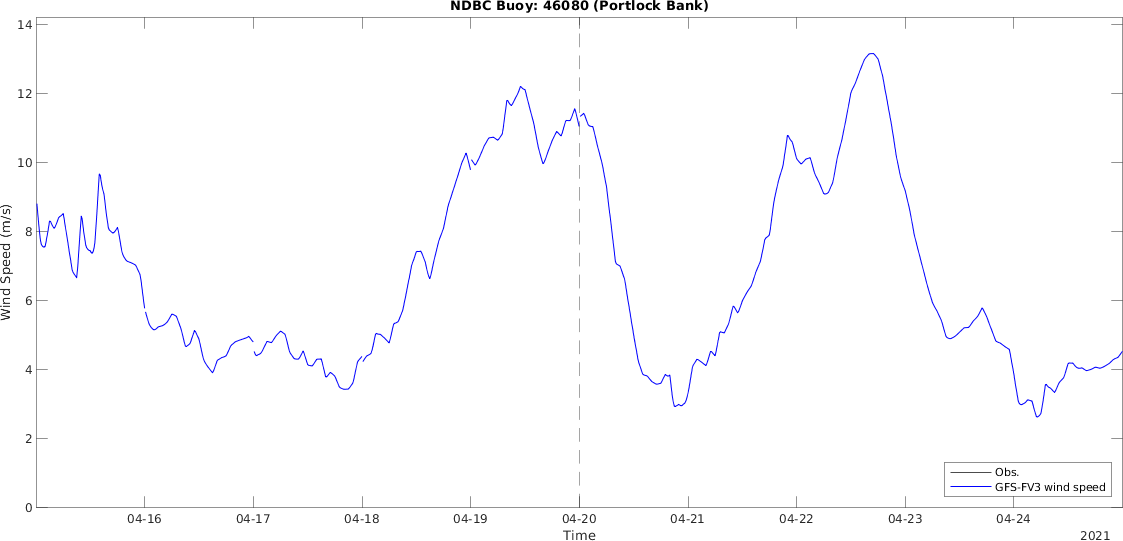 NDBC Buoy: 46080 (Portlock Bank)
14
12
10
8
6
4
2
0
Wind Speed (m/s)
04-16 04-17 04-18 04-19 04-20 04-21 04-22 04-23 04-24
Time
2021
Obs.
GFS-FV3 wind speed